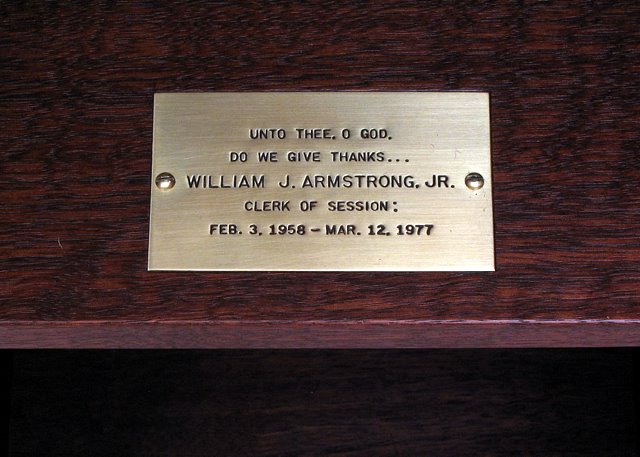 UNTO THEE, O GOD,
DO WE GIVE THANKS...
WILLIAM J. ARMSTRONG, JR.
CLERK OF SESSION:
FEB. 3, 1958 – MAR. 12, 1977